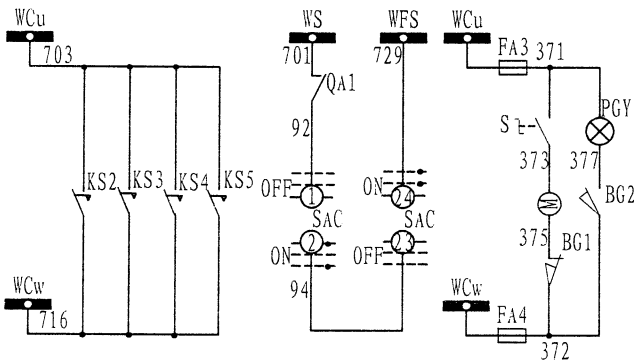 WCu
WS
WFS
WCu
703
701
729
FA3
371
QA1
PGY
S
92
373
377
KS2
KS3
KS4
KS5
OFF
1
ON
24
M
BG2
SAC
SAC
375
BG1
ON
2
OFF
23
WCw
94
WCw
716
FA4
372